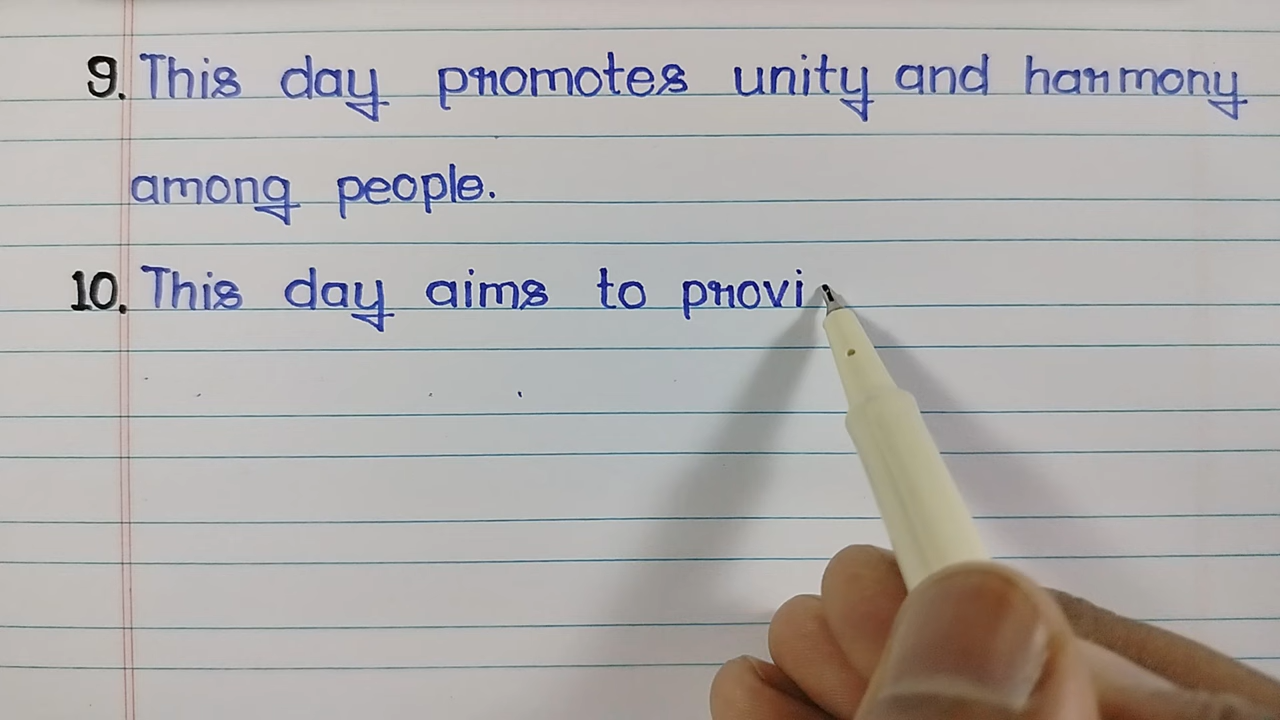 9. This day promotes unity and harmony
among people.
10. This day aims to provi